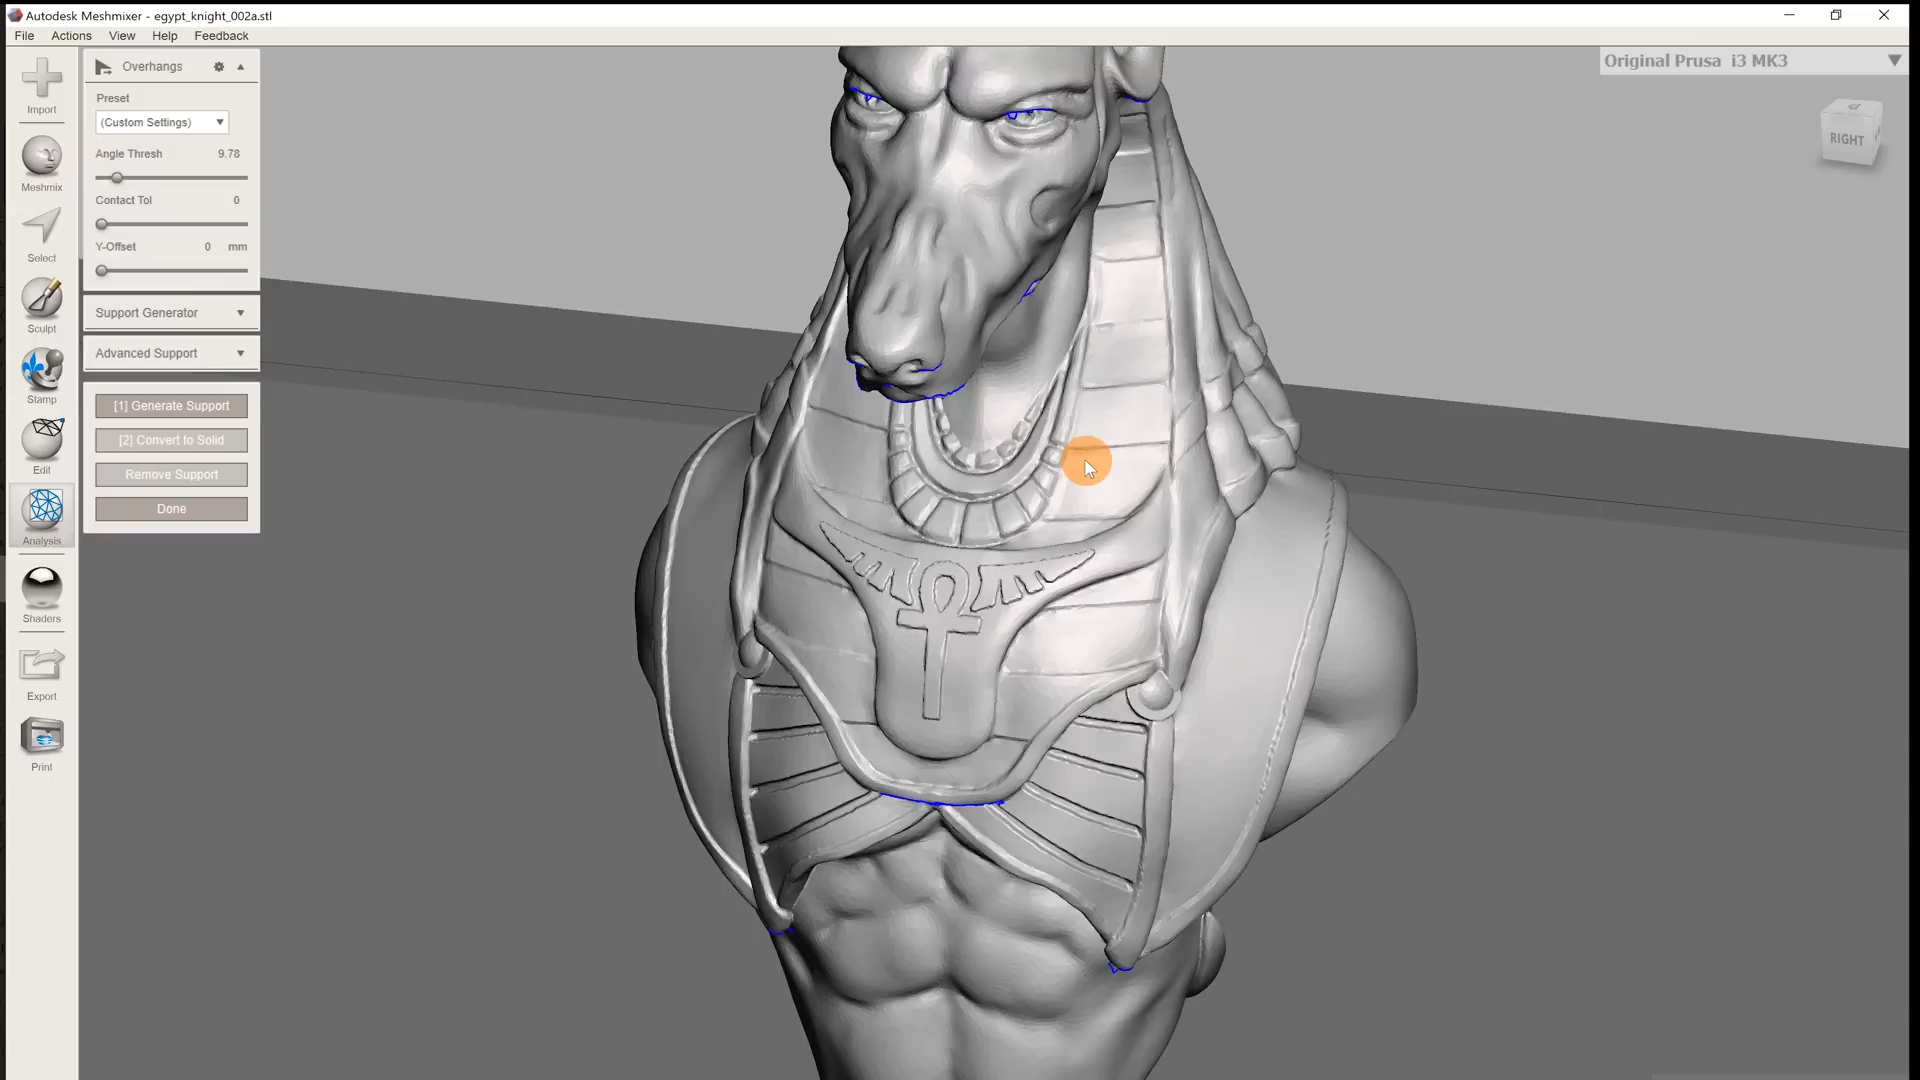 Autodesk Meshmixer - egypt_knight_002a.stl
File Actions View Help Feedback
Import
Meshmix
Select
Sculpt
Stamp
Edit
Analysis
Shaders
Export
Print
Overhangs
Preset
(Custom Settings)
Angle Thresh 9.78
Contact Tol 0
Y-Offset 0 mm
Support Generator
Advanced Support
[1] Generate Support
[2] Convert to Solid
Remove Support
Done
Original Prusa i3 MK3
RIGHT